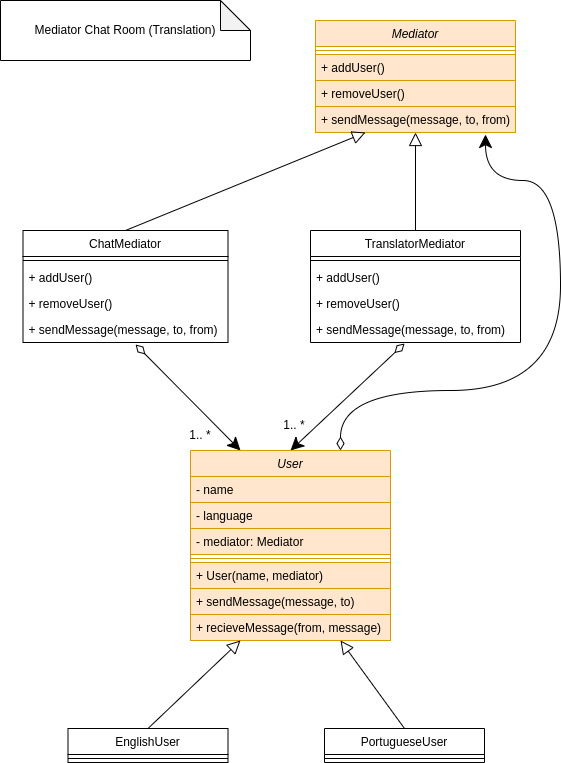 Mediator Chat Room (Translation)
Mediator
+ addUser()
+ removeUser()
+ sendMessage(message, to, from)
ChatMediator
+ addUser()
+ removeUser()
+ sendMessage(message, to, from)
TranslatorMediator
+ addUser()
+ removeUser()
+ sendMessage(message, to, from)
1.. *
1.. *
User
- name
- language
- mediator: Mediator
+ User(name, mediator)
+ sendMessage(message, to)
+ recieveMessage(from, message)
EnglishUser
PortugueseUser